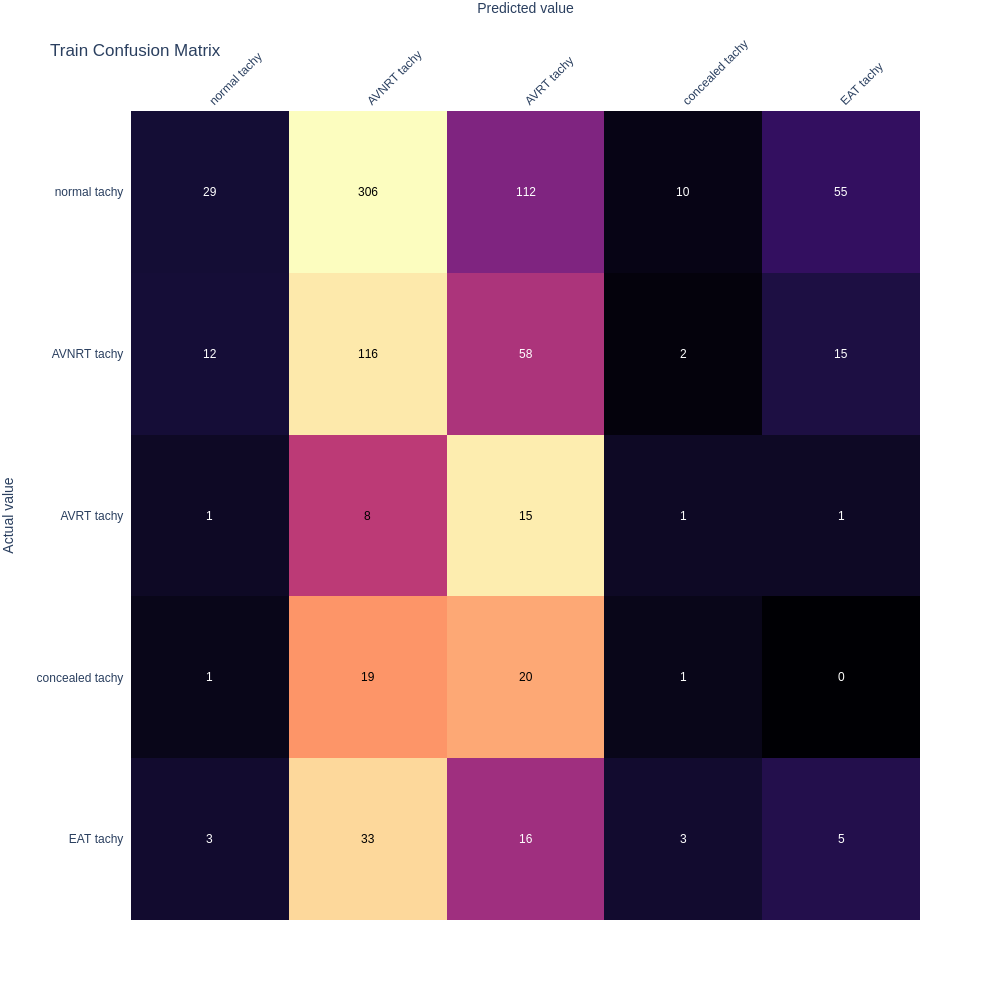 Predicted value
Train Confusion Matrix
normal tachy
AVNRT tachy
AVRT tachy
concealed tachy
EAT tachy
Actual value
normal tachy 29 306 112 10 55
AVNRT tachy 12 116 58 2 15
AVRT tachy 1 8 15 1 1
concealed tachy 1 19 20 1 0
EAT tachy 3 33 16 3 5